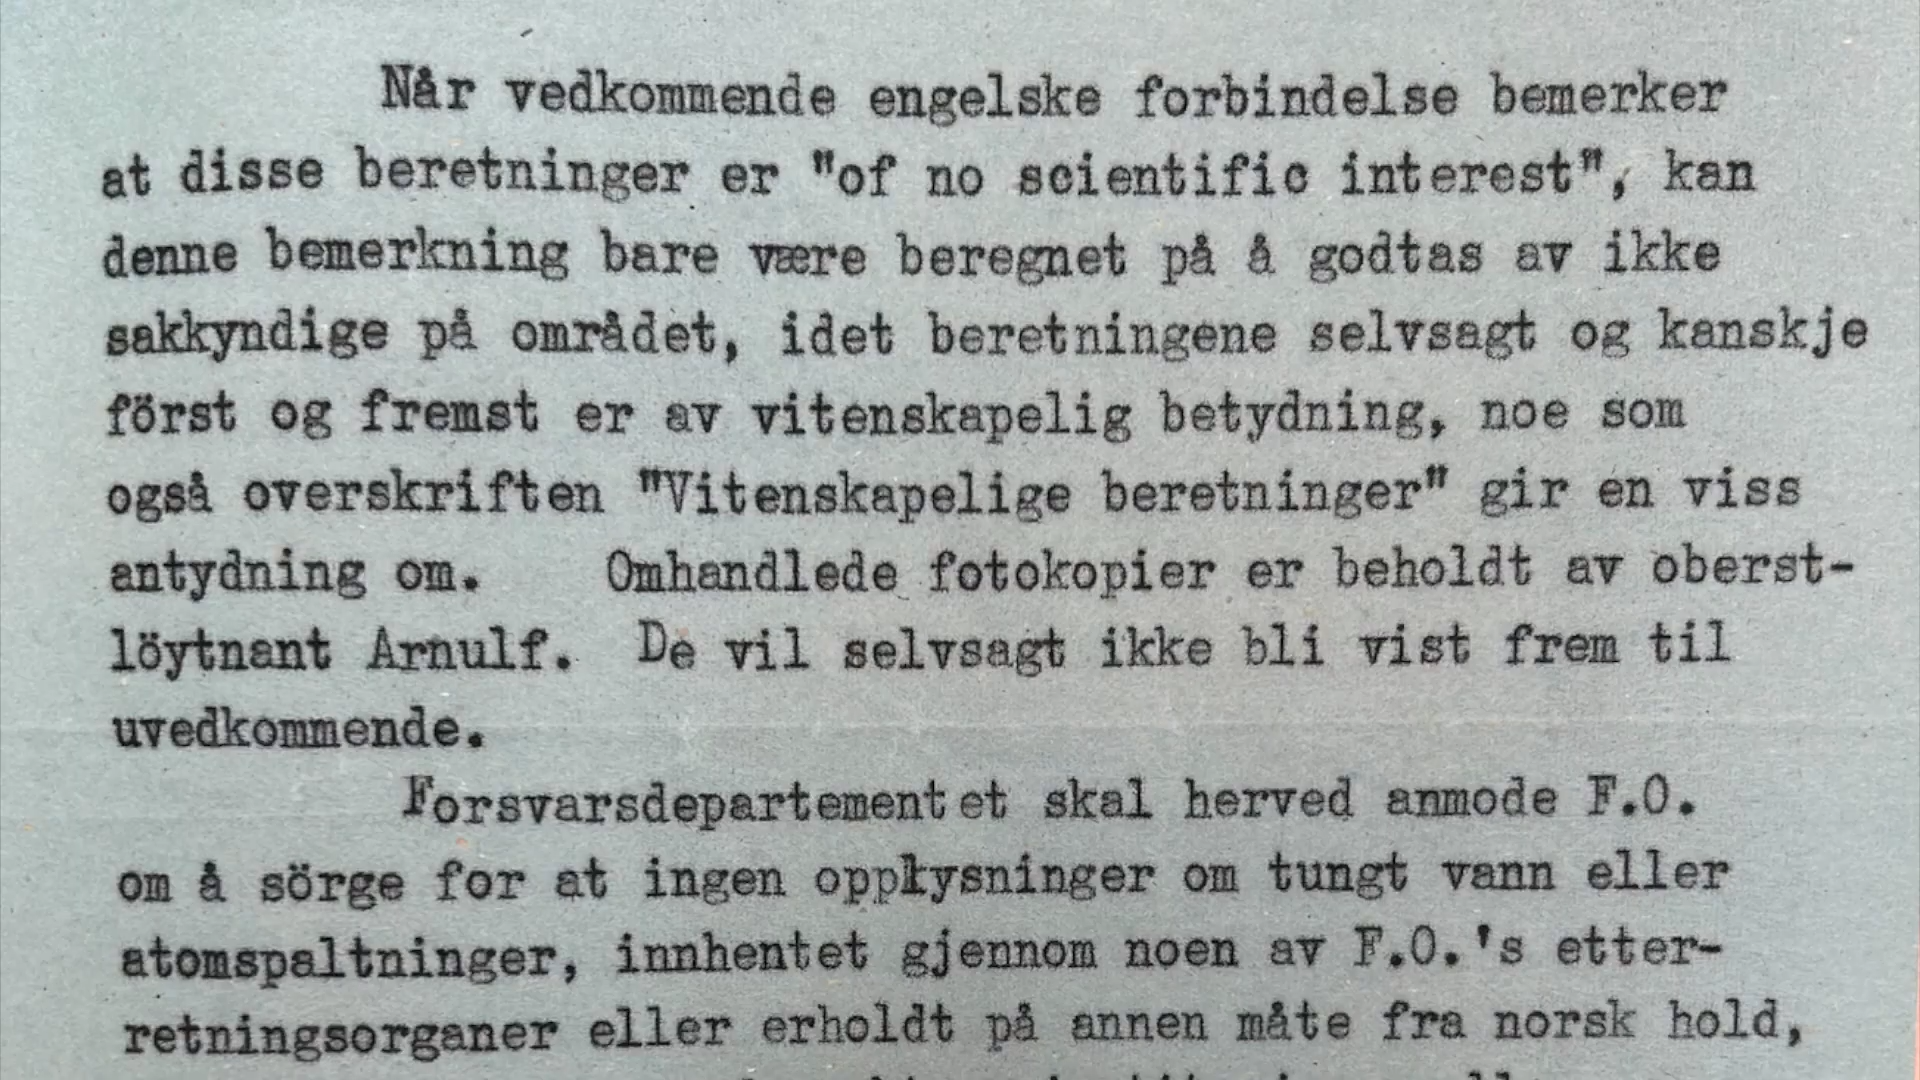 Når vedkommende engelske forbindelse bemerker
at disse beretninger er "of no scientific interest", kan
denne bemerkning bare være beregnet på å godtas av ikke
sakkyndige på området, idet beretningene selvsagt og kanskje
först og fremst er av vitenskapelig betydning, noe som
også overskriften "Vitenskapelige beretninger" gir en viss
antydning om. Omhandlede fotokopier er beholdt av oberst-
löytnant Arnulf. De vil selvsagt ikke bli vist frem til
uvedkommende.
Forsvarsdepartementet skal herved anmode F.O.
om å sörge for at ingen opplysninger om tungt vann eller
atomspaltninger, innhentet gjennom noen av F.O.'s etter-
retningsorganer eller erholdt på annen måte fra norsk hold,